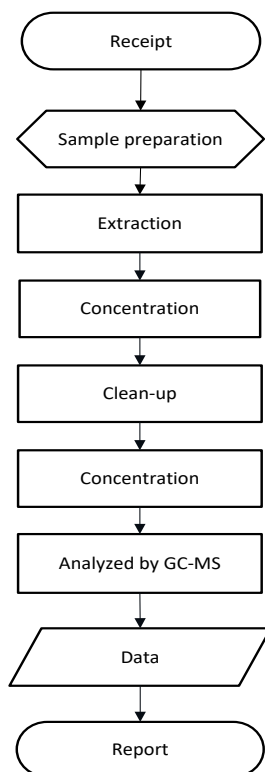 Receipt
Sample preparation
Extraction
Concentration
Clean-up
Concentration
Analyzed by GC-MS
Data
Report